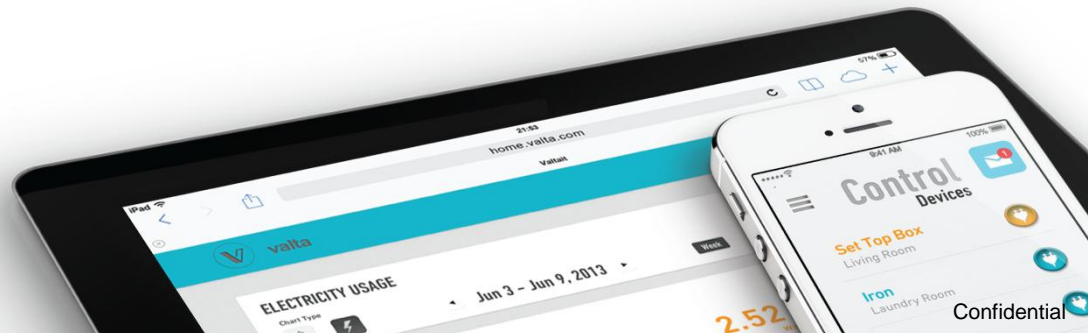 57%
21:53
iPad
home.valta.com
Valtait
valta
ELECTRICITY USAGE
Chart Type
Jun 3 - Jun 9, 2013
Week
2.52
100%
9:41 AM
1
Control
Devices
Set Top Box
Living Room
Iron
Laundry Room
Confidential